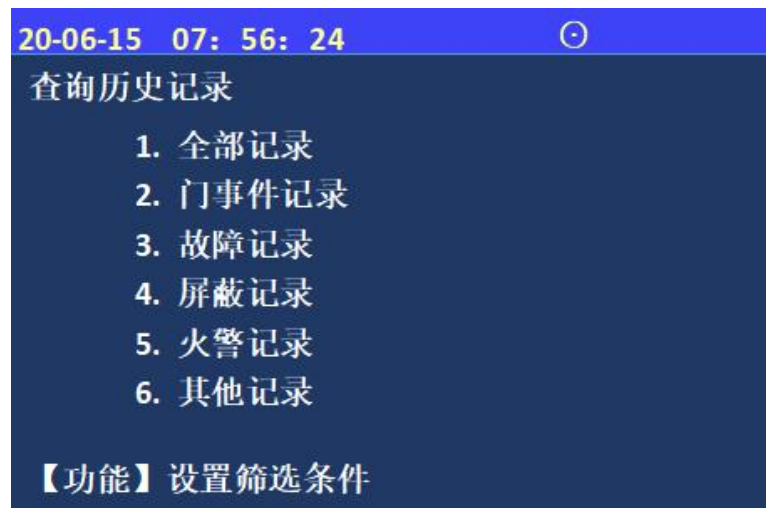 20-06-15 07：56：24
查询历史记录
1. 全部记录
2. 门事件记录
3. 故障记录
4. 屏蔽记录
5. 火警记录
6. 其他记录
【功能】设置筛选条件